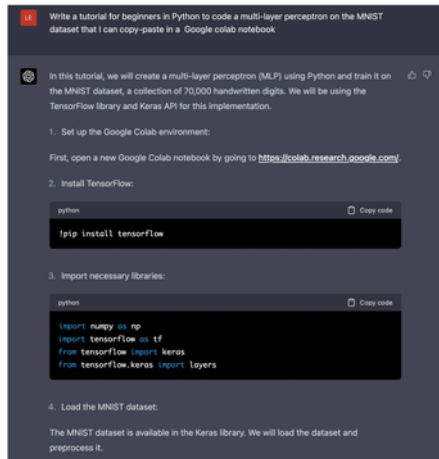 LE
Write a tutorial for beginners in Python to code a multi-layer perceptron on the MNIST
dataset that I can copy-paste in a Google colab notebook
In this tutorial, we will create a multi-layer perceptron (MLP) using Python and train it on
the MNIST dataset, a collection of 70,000 handwritten digits. We will be using the
TensorFlow library and Keras API for this implementation.
1. Set up the Google Colab environment:
First, open a new Google Colab notebook by going to https://colab.research.google.com/.
2. Install TensorFlow:
python Copy code
!pip install tensorflow
3. Import necessary libraries:
python Copy code
import numpy as np
import tensorflow as tf
from tensorflow import keras
from tensorflow.keras import layers
4. Load the MNIST dataset:
The MNIST dataset is available in the Keras library. We will load the dataset and
preprocess it.